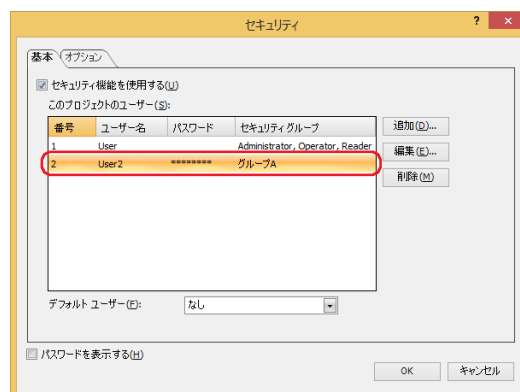 セキュリティ
? ×
基本 オプション
セキュリティ機能を使用する(U)
このプロジェクトのユーザー(S):
番号 ユーザー名 パスワード セキュリティ グループ
1 User Administrator, Operator, Reader
2 User2 ******** グループA
追加(D)...
編集(E)...
削除(M)
デフォルト ユーザー(F): なし
パスワードを表示する(H)
OK キャンセル